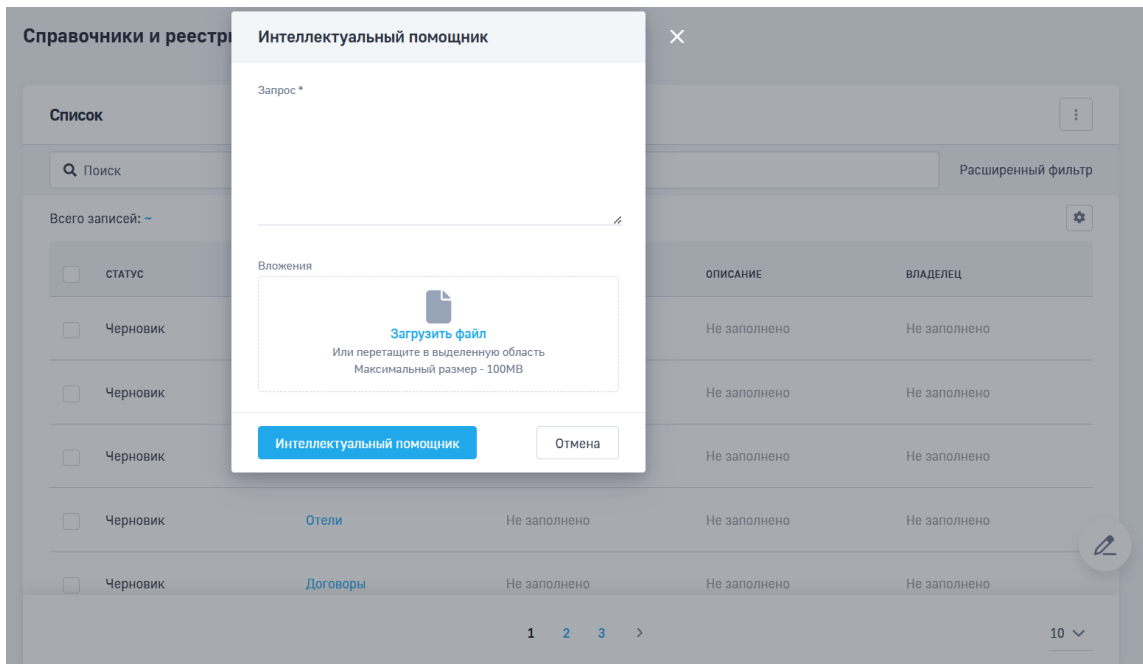 Справочники и реестр
Интеллектуальный помощник
Запрос *
Список
Поиск
Расширенный фильтр
Всего записей: ~
Вложения
СТАТУС
ОПИСАНИЕ
ВЛАДЕЛЕЦ
Загрузить файл
Или перетащите в выделенную область
Максимальный размер - 100MB
Черновик
Не заполнено
Не заполнено
Черновик
Не заполнено
Не заполнено
Интеллектуальный помощник
Отмена
Черновик
Не заполнено
Не заполнено
Черновик
Отели
Не заполнено
Не заполнено
Не заполнено
Черновик
Договоры
Не заполнено
Не заполнено
Не заполнено
1 2 3
10